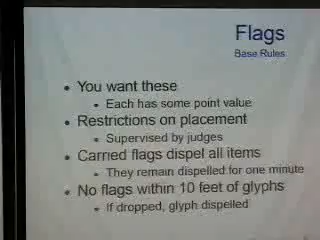 Flags
Base Rules
• You want these
• Each has some point value
• Restrictions on placement
• Supervised by judges
• Carried flags dispel all items
• They remain dispelled for one minute
• No flags within 10 feet of glyphs
• If dropped, glyph dispelled